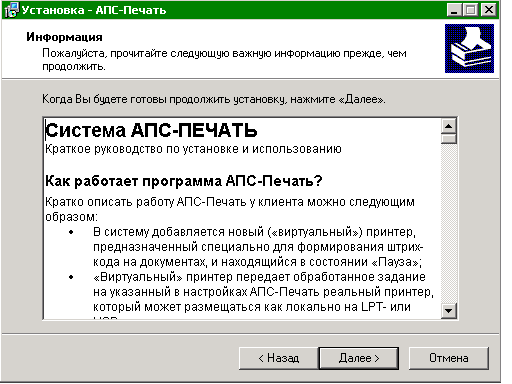 Установка - АПС-Печать
Информация
Пожалуйста, прочитайте следующую важную информацию прежде, чем
продолжить.
Когда Вы будете готовы продолжить установку, нажмите «Далее».
Система АПС-ПЕЧАТЬ
Краткое руководство по установке и использованию
Как работает программа АПС-Печать?
Кратко описать работу АПС-Печать у клиента можно следующим
образом:
• В систему добавляется новый («виртуальный») принтер,
предназначенный специально для формирования штрих-
кода на документах, и находящийся в состоянии «Пауза»;
• «Виртуальный» принтер передает обработанное задание
на указанный в настройках АПС-Печать реальный принтер,
который может размещаться как локально на LPT- или
< Назад
Далее >
Отмена